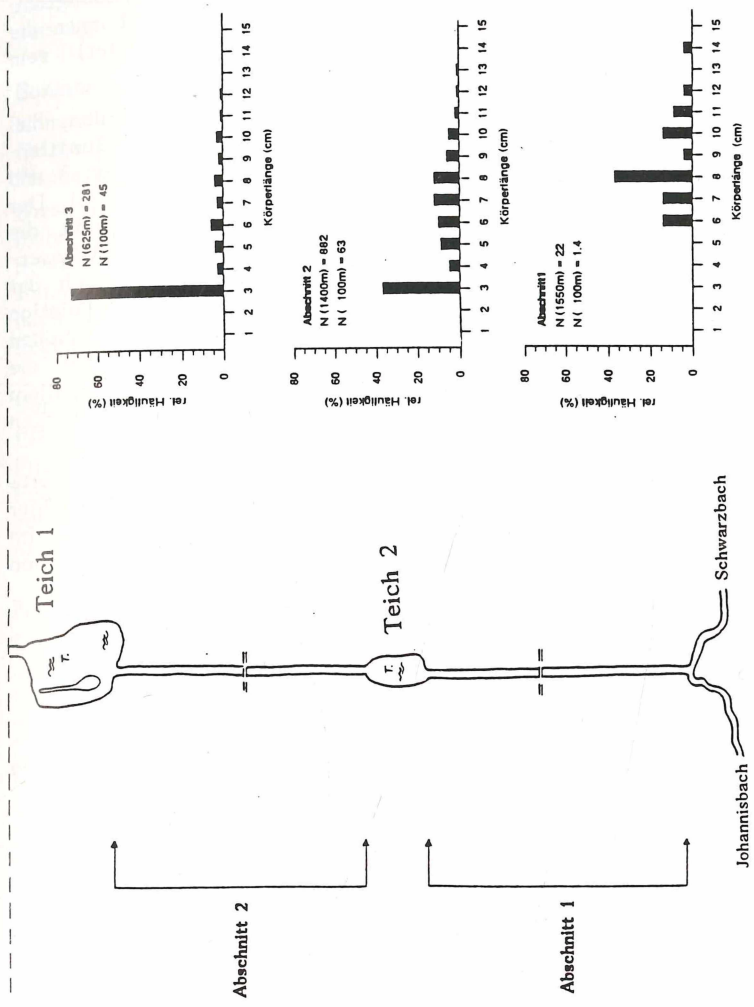 Teich 1
T.
Abschnitt 2
Teich 2
T.
Abschnitt 1
Johannisbach
Schwarzbach
Abschnitt 3
N (625m) = 281
N (100m) = 45
rel. Häufigkeit (%)
80
60
40
20
0
1 2 3 4 5 6 7 8 9 10 11 12 13 14 15
Körperlänge (cm)
Abschnitt 2
N (1400m) = 882
N ( 100m) = 63
rel. Häufigkeit (%)
80
60
40
20
0
1 2 3 4 5 6 7 8 9 10 11 12 13 14 15
Körperlänge (cm)
Abschnitt1
N (1550m) = 22
N ( 100m) = 1.4
rel. Häufigkeit (%)
80
60
40
20
0
1 2 3 4 5 6 7 8 9 10 11 12 13 14 15
Körperlänge (cm)